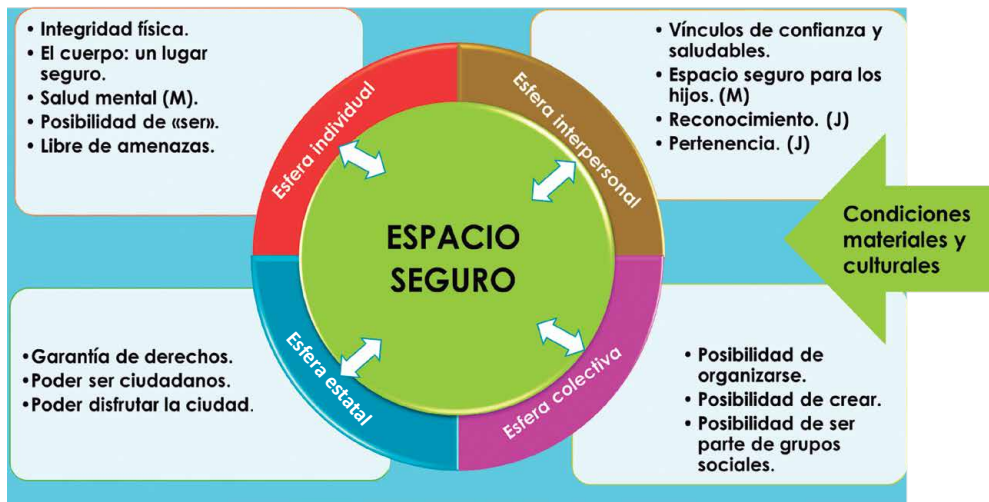 • Integridad física.
• El cuerpo: un lugar
seguro.
• Salud mental (M).
• Posibilidad de «ser».
• Libre de amenazas.
Esfera individual
Esfera interpersonal
• Vínculos de confianza y
saludables.
• Espacio seguro para los
hijos. (M)
• Reconocimiento. (J)
• Pertenencia. (J)
ESPACIO
SEGURO
Condiciones
materiales y
culturales
•Garantía de derechos.
•Poder ser ciudadanos.
•Poder disfrutar la ciudad.
Esfera estatal
Esfera colectiva
• Posibilidad de
organizarse.
• Posibilidad de crear.
• Posibilidad de ser
parte de grupos
sociales.